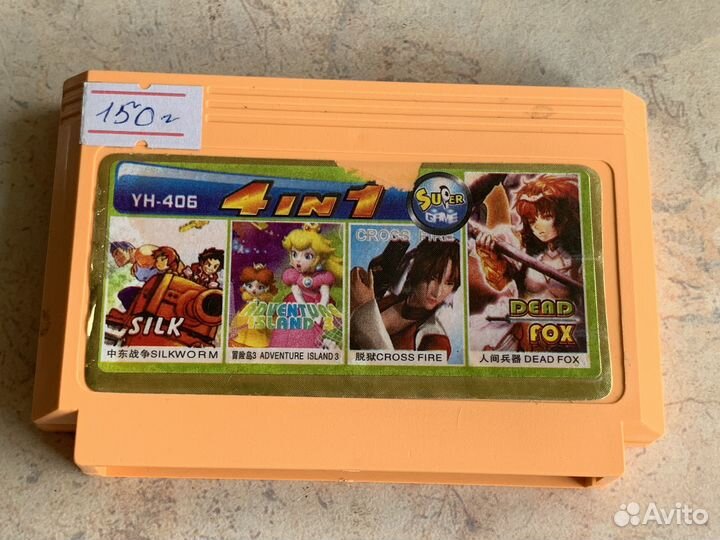 150
YH-406
4 IN 1
SUPER
GAME
SILK
中东战争SILKWORM
ADVENTURE
ISLAND 3
冒险岛3 ADVENTURE ISLAND 3
CROSS FIRE
脱狱CROSS FIRE
DEAD
FOX
人间兵器 DEAD FOX
Avito